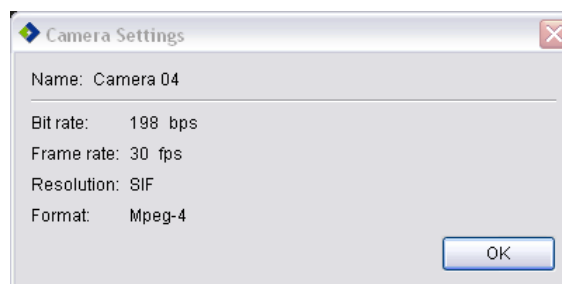 Camera Settings
Name: Camera 04
Bit rate: 198 bps
Frame rate: 30 fps
Resolution: SIF
Format: Mpeg-4
OK